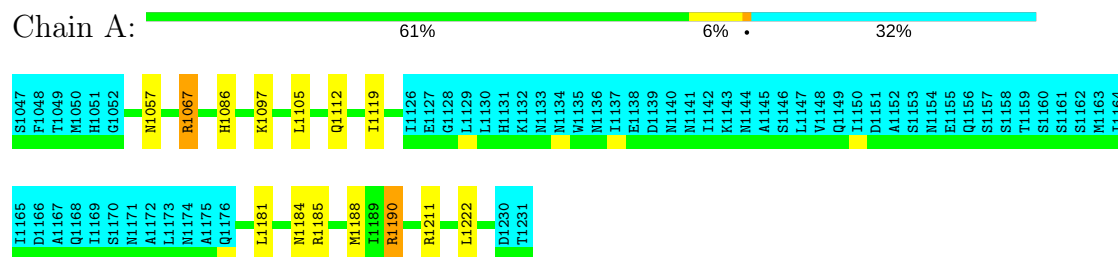 Chain A:
61% 6% • 32%
S1047 F1048 T1049 M1050 H1051 G1052 N1057 R1067 H1086 K1097 L1105 Q1112 I1119 I1126 E1127 G1128 L1129 L1130 H1131 K1132 N1133 N1134 W1135 N1136 I1137 E1138 D1139 N1140 N1141 I1142 K1143 N1144 A1145 S1146 L1147 V1148 Q1149 I1150 D1151 A1152 S1153 N1154 E1155 Q1156 S1157 S1158 T1159 S1160 S1161 S1162 M1163
I1165 D1166 A1167 Q1168 I1169 S1170 N1171 A1172 L1173 N1174 A1175 Q1176 L1181 N1184 R1185 M1188 I1189 R1190 R1211 L1222 D1230 T1231